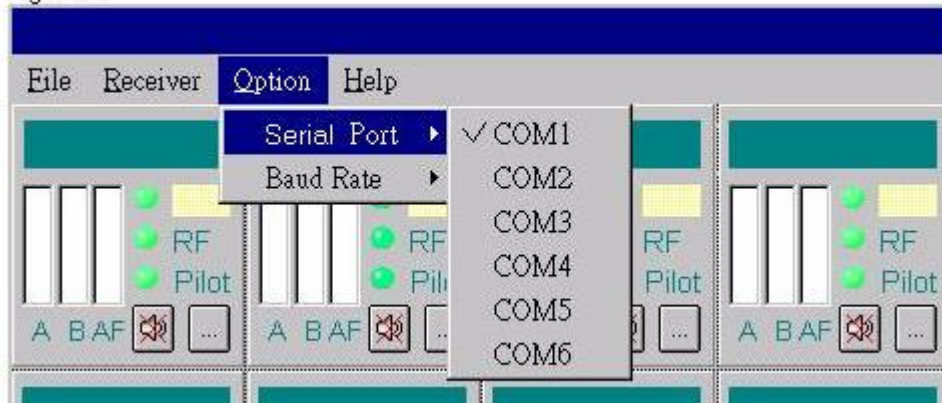 File Receiver Option Help
Serial Port
Baud Rate
COM1
COM2
COM3
COM4
COM5
COM6
RF
Pilot
A B AF ...
RF
A B AF
RF
Pilot
...
RF
Pilot
A B AF ...